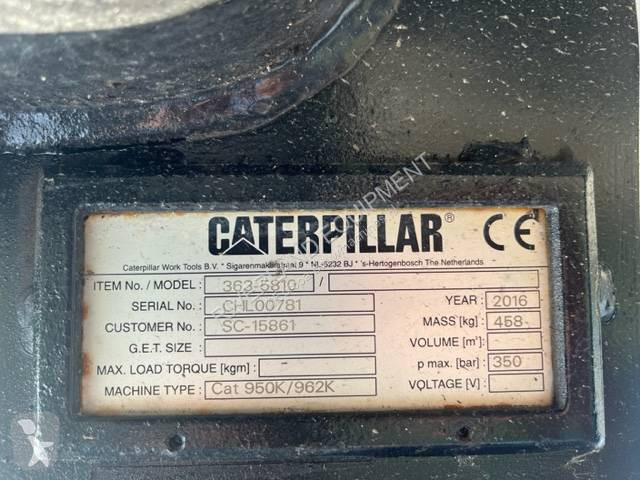 CATERPILLAR® CE
Caterpillar Work Tools B.V. * Sigarenmakerstraat 9 * NL-5232 BJ * 's-Hertogenbosch The Netherlands
ITEM No. / MODEL : 363-5810 /
SERIAL No. : CHL00781 YEAR : 2016
CUSTOMER No. : SC-15861 MASS [kg] : 458
G.E.T. SIZE : VOLUME [m³] :
MAX. LOAD TORQUE [kgm] : p max. [bar] : 350
MACHINE TYPE : Cat 950K/962K VOLTAGE [V] :
EQUIPMENT